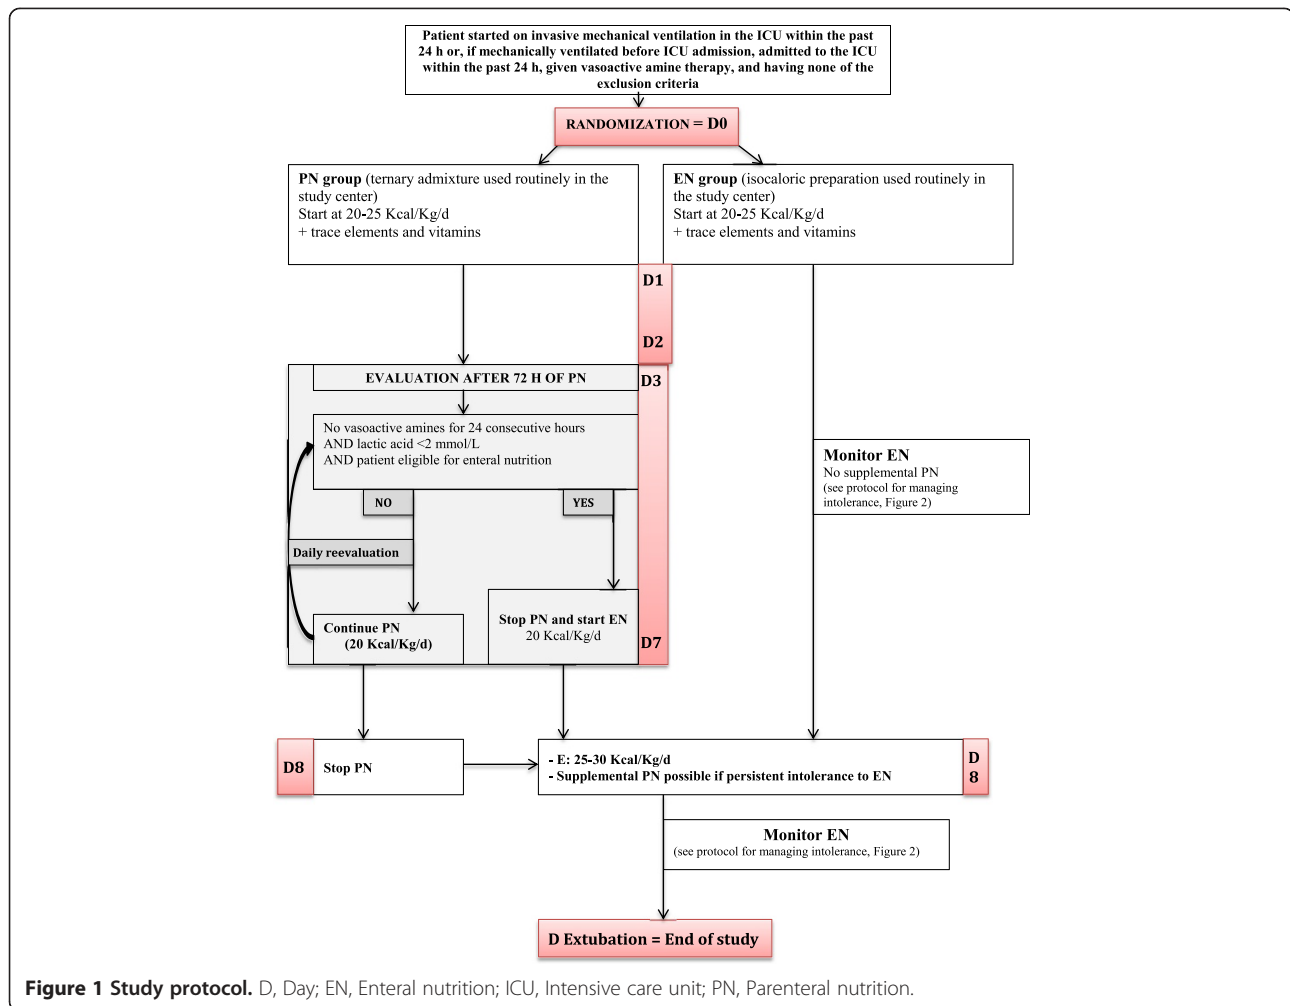 Patient started on invasive mechanical ventilation in the ICU within the past
24 h or, if mechanically ventilated before ICU admission, admitted to the ICU
within the past 24 h, given vasoactive amine therapy, and having none of the
exclusion criteria
RANDOMIZATION = D0
PN group (ternary admixture used routinely in the
study center)
Start at 20-25 Kcal/Kg/d
+ trace elements and vitamins
EN group (isocaloric preparation used routinely in
the study center)
Start at 20-25 Kcal/Kg/d
+ trace elements and vitamins
D1
D2
EVALUATION AFTER 72 H OF PN
D3
No vasoactive amines for 24 consecutive hours
AND lactic acid <2 mmol/L
AND patient eligible for enteral nutrition
NO
YES
Daily reevaluation
Continue PN
(20 Kcal/Kg/d)
Stop PN and start EN
20 Kcal/Kg/d
D7
Monitor EN
No supplemental PN
(see protocol for managing
intolerance, Figure 2)
D8
Stop PN
- E: 25-30 Kcal/Kg/d
- Supplemental PN possible if persistent intolerance to EN
D
8
Monitor EN
(see protocol for managing intolerance, Figure 2)
D Extubation = End of study
Figure 1 Study protocol. D, Day; EN, Enteral nutrition; ICU, Intensive care unit; PN, Parenteral nutrition.